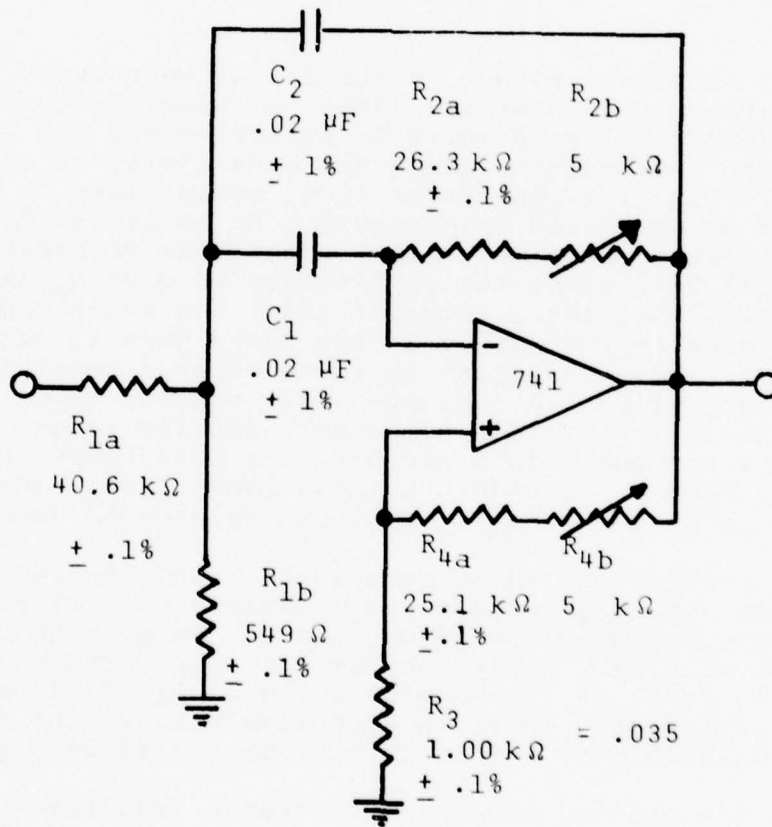 C2
.02 µF
± 1%
R2a
26.3 kΩ
± .1%
R2b
5 kΩ
C1
.02 µF
± 1%
-
741
+
R1a
40.6 kΩ
± .1%
R1b
549 Ω
± .1%
R4a
25.1 kΩ
±.1%
R4b
5 kΩ
R3
1.00 kΩ
± .1%
= .035